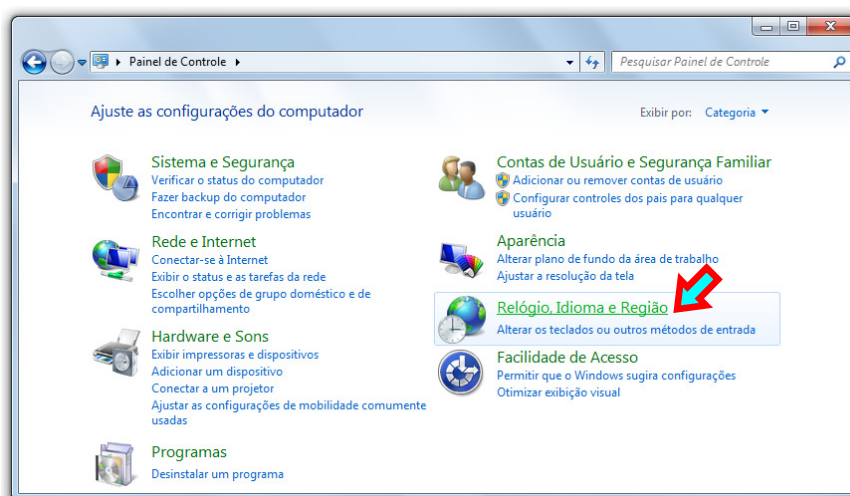 Painel de Controle
Pesquisar Painel de Controle
Ajuste as configurações do computador
Exibir por: Categoria
Sistema e Segurança
Verificar o status do computador
Fazer backup do computador
Encontrar e corrigir problemas
Rede e Internet
Conectar-se à Internet
Exibir o status e as tarefas da rede
Escolher opções de grupo doméstico e de
compartilhamento
Hardware e Sons
Exibir impressoras e dispositivos
Adicionar um dispositivo
Conectar a um projetor
Ajustar as configurações de mobilidade comumente
usadas
Programas
Desinstalar um programa
Contas de Usuário e Segurança Familiar
Adicionar ou remover contas de usuário
Configurar controles dos pais para qualquer
usuário
Aparência
Alterar plano de fundo da área de trabalho
Ajustar a resolução da tela
Relógio, Idioma e Região
Alterar os teclados ou outros métodos de entrada
Facilidade de Acesso
Permitir que o Windows sugira configurações
Otimizar exibição visual